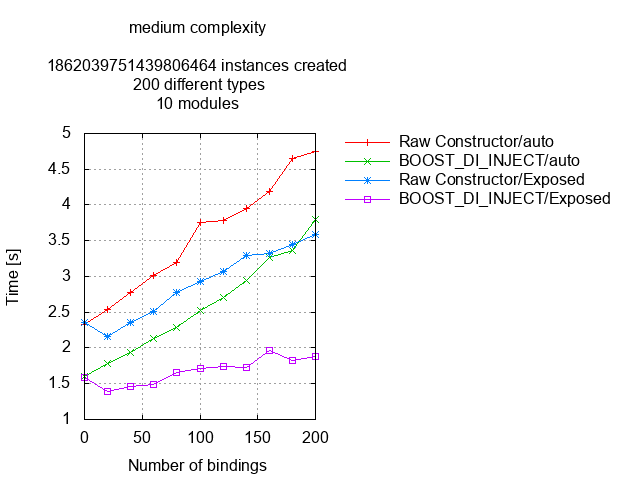 medium complexity
1862039751439806464 instances created
200 different types
10 modules
Raw Constructor/auto
BOOST_DI_INJECT/auto
Raw Constructor/Exposed
BOOST_DI_INJECT/Exposed
5
4.5
4
3.5
3
2.5
2
1.5
1
Time [s]
0 50 100 150 200
Number of bindings